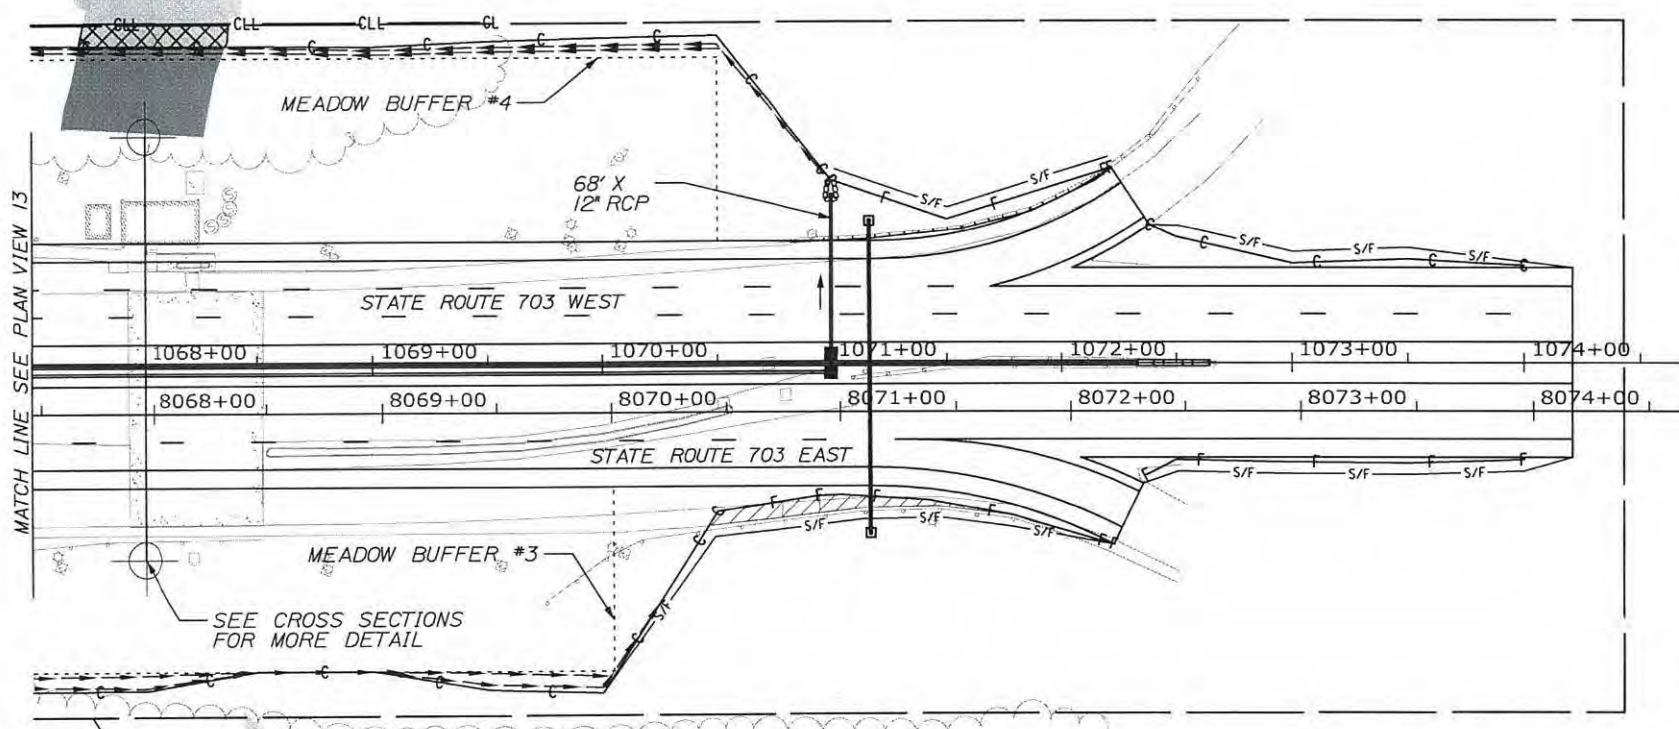 CLL CLL CLL CL
C C C C C
MEADOW BUFFER #4
C
68' X
12" RCP
C
S/F S/F
F F F
C
S/F S/F S/F
C C C C
STATE ROUTE 703 WEST
MATCH LINE SEE PLAN VIEW 13
1068+00 1069+00 1070+00 1071+00 1072+00 1073+00 1074+00
8068+00 8069+00 8070+00 8071+00 8072+00 8073+00 8074+00
STATE ROUTE 703 EAST
F F F F F
S/F S/F S/F
F F F F
S/F S/F S/F S/F
F F
MEADOW BUFFER #3
C
S/F
C
SEE CROSS SECTIONS
FOR MORE DETAIL
C C C C C